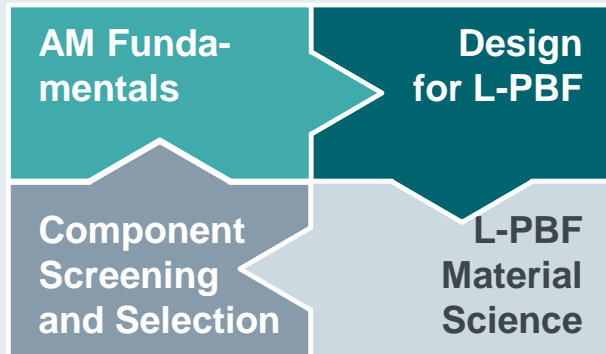 AM Funda-
mentals
Design
for L-PBF
Component
Screening
and Selection
L-PBF
Material
Science